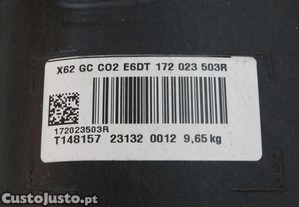 X62 GC CO2 E6DT 172 023 503R
172023503R
T148157 23132 0012 9,65 kg
CustoJusto.pt